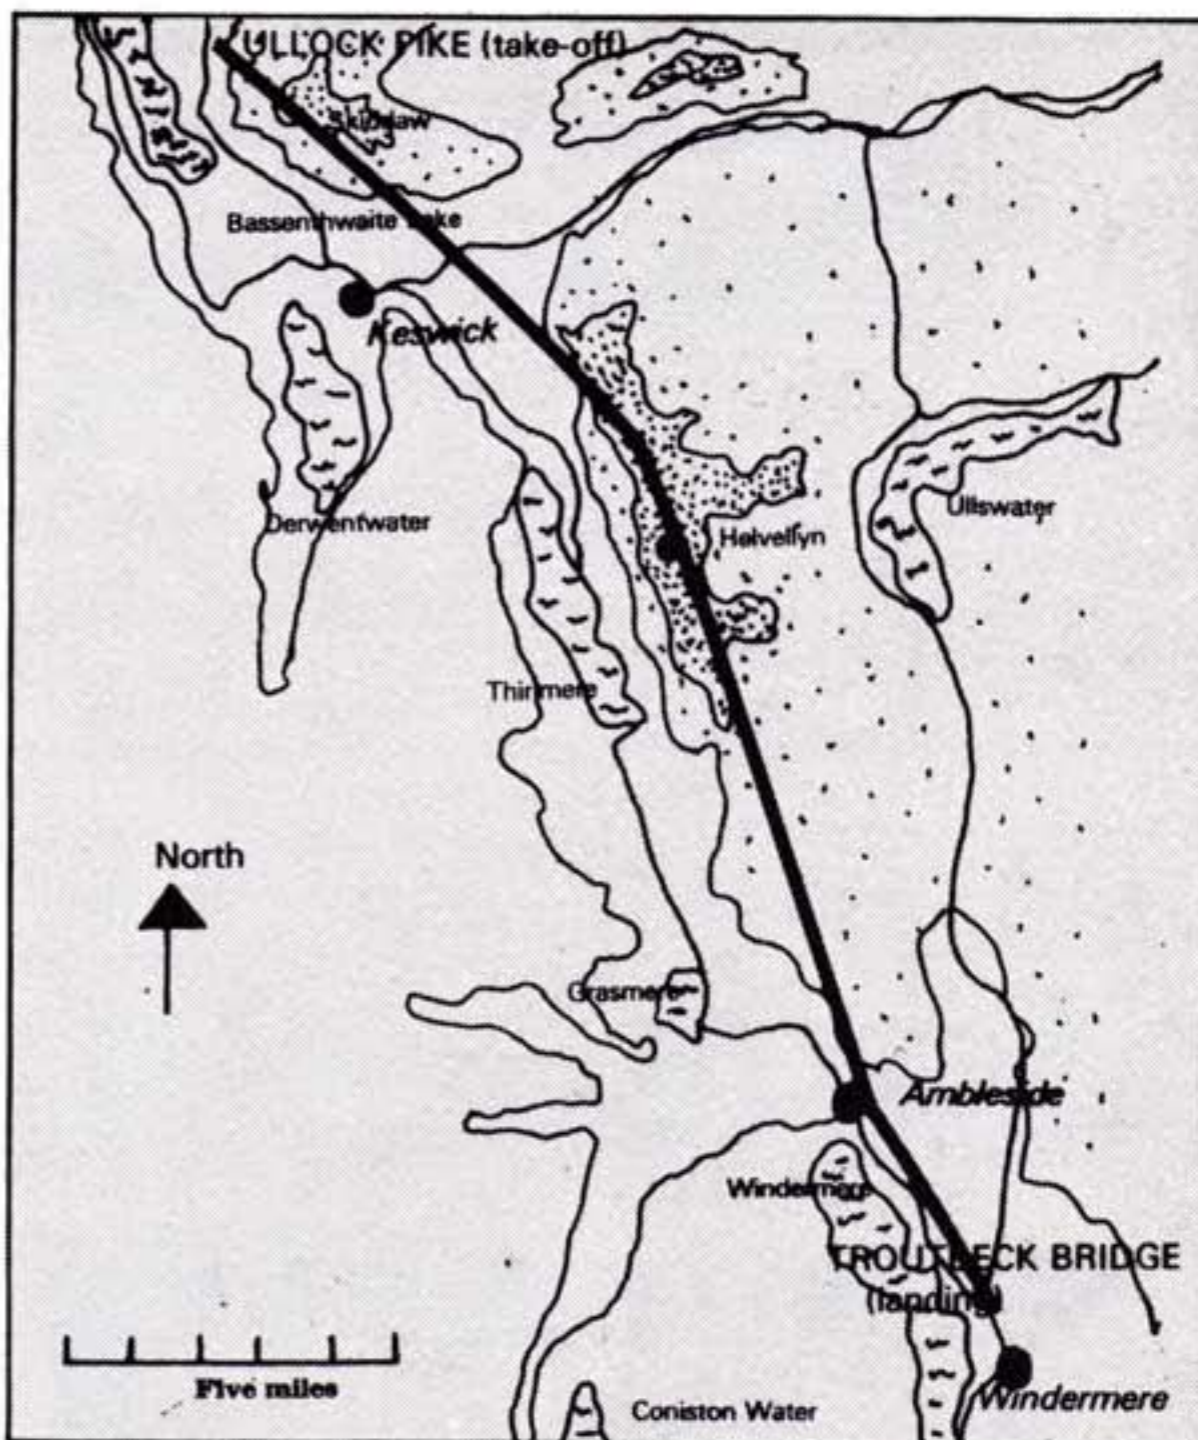 ULLOCK PIKE (take-off)
Skiddaw
Bassenthwaite Lake
Keswick
Derwentwater
Ullswater
Helvellyn
Thirlmere
North
Grasmere
Ambleside
Windermere
TROUTBECK BRIDGE
(landing)
Five miles
Windermere
Coniston Water